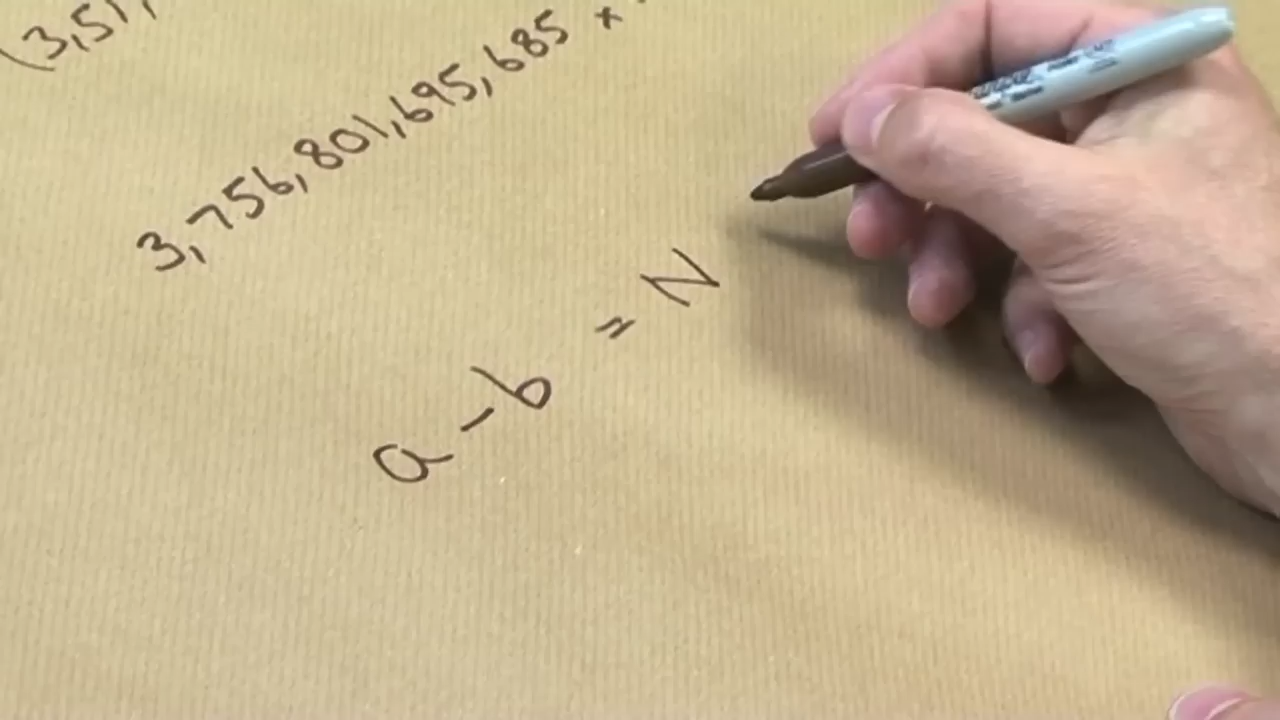 (3,51,
3,756,801,695,685 ×
a - b = N